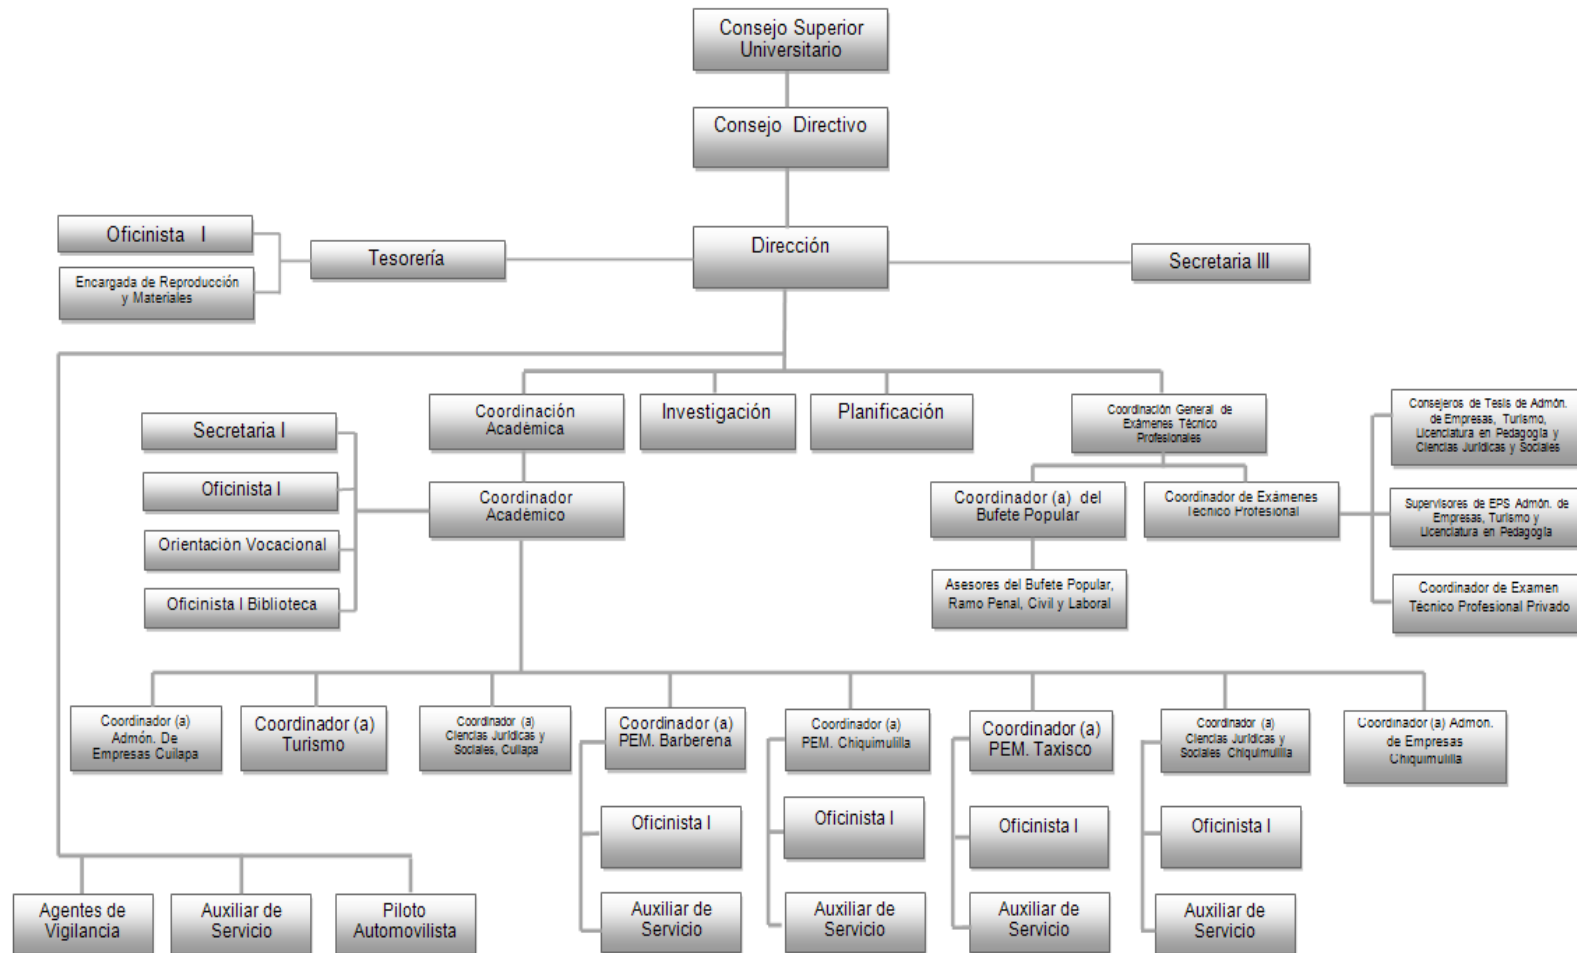 Consejo Superior
Universitario
Consejo Directivo
Dirección
Oficinista I
Encargada de Reproducción
y Materiales
Tesorería
Secretaria III
Coordinación
Acadèmica
Investigación
Planificación
Coordinación General de
Exámenes Técnico
Profesionales
Secretaria I
Oficinista I
Orientaciòn Vocacional
Oficinista I Biblioteca
Coordinador
Acadèmico
Coordinador (a) del
Bufete Popular
Asesores del Bufete Popular,
Ramo Penal, Civil y Laboral
Coordinador de Exámenes
Técnico Profesional
Consejeros de Tesis de Admón.
de Empresas, Turismo,
Licenciatura en Pedagogía y
Ciencias Jurídicas y Sociales
Supervisores de EPS Admón. de
Empresas, Turismo y
Licenciatura en Pedagogía
Coordinador de Examen
Técnico Profesional Privado
Coordinador (a)
Admón. De
Empresas Cuilapa
Coordinador (a)
Turismo
Coordinador (a)
Ciencias Jurídicas y
Sociales, Cuilapa
Coordinador (a)
PEM. Barberena
Coordinador (a)
PEM. Chiquimulilla
Coordinador (a)
PEM. Taxisco
Coordinador (a)
Ciencias Jurídicas y
Sociales Chiquimulilla
Coordinador (a) Admon.
de Empresas
Chiquimulilla
Oficinista I
Oficinista I
Oficinista I
Oficinista I
Agentes de
Vigilancia
Auxiliar de
Servicio
Piloto
Automovilista
Auxiliar de
Servicio
Auxiliar de
Servicio
Auxiliar de
Servicio
Auxiliar de
Servicio